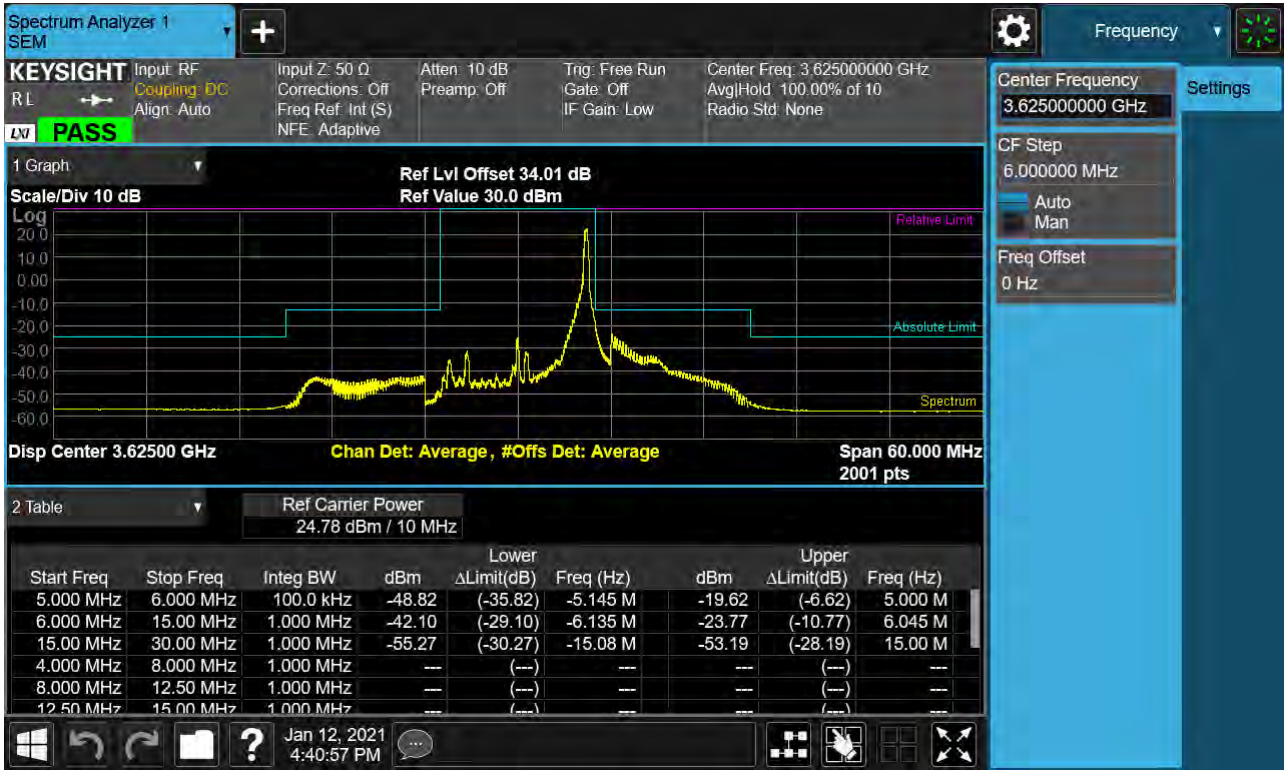 Spectrum Analyzer 1
SEM
Frequency
KEYSIGHT
RL
LXI PASS
Input: RF
Coupling: DC
Align: Auto
Input Z: 50 Ω
Corrections: Off
Freq Ref: Int (S)
NFE: Adaptive
Atten: 10 dB
Preamp: Off
Trig: Free Run
Gate: Off
IF Gain: Low
Center Freq: 3.625000000 GHz
Avg|Hold: 100.00% of 10
Radio Std: None
Center Frequency
3.625000000 GHz
Settings
CF Step
6.000000 MHz
Auto
Man
Freq Offset
0 Hz
1 Graph
Scale/Div 10 dB
Ref Lvl Offset 34.01 dB
Ref Value 30.0 dBm
Log
20.0
10.0
0.00
-10.0
-20.0
-30.0
-40.0
-50.0
-60.0
Relative Limit
Absolute Limit
Spectrum
Disp Center 3.62500 GHz
Chan Det: Average , #Offs Det: Average
Span 60.000 MHz
2001 pts
2 Table
Ref Carrier Power
24.78 dBm / 10 MHz
Lower Upper
Start Freq Stop Freq Integ BW dBm ΔLimit(dB) Freq (Hz) dBm ΔLimit(dB) Freq (Hz)
5.000 MHz 6.000 MHz 100.0 kHz -48.82 (-35.82) -5.145 M -19.62 (-6.62) 5.000 M
6.000 MHz 15.00 MHz 1.000 MHz -42.10 (-29.10) -6.135 M -23.77 (-10.77) 6.045 M
15.00 MHz 30.00 MHz 1.000 MHz -55.27 (-30.27) -15.08 M -53.19 (-28.19) 15.00 M
4.000 MHz 8.000 MHz 1.000 MHz --- (---) --- --- (---) ---
8.000 MHz 12.50 MHz 1.000 MHz --- (---) --- --- (---) ---
12.50 MHz 15.00 MHz 1.000 MHz --- (---) --- --- (---) ---
Jan 12, 2021
4:40:57 PM